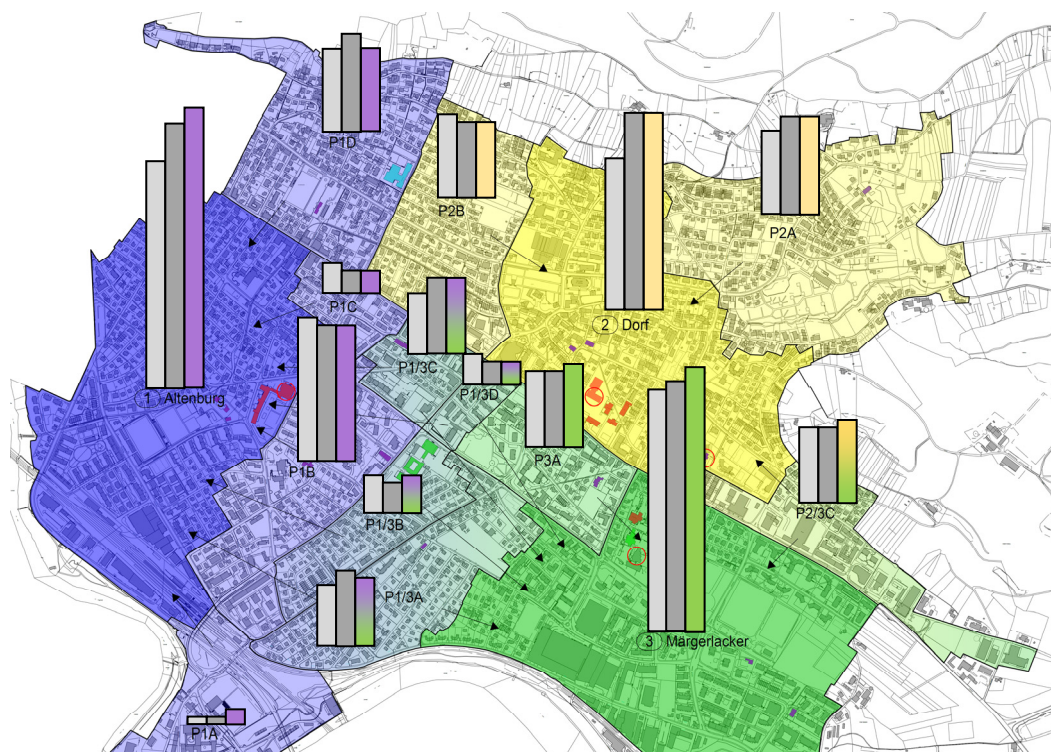 P1D
P2B
P2A
P1C
2 Dorf
P1/3C
P1/3D
1 Altenburg
P3A
P1B
P2/3C
P1/3B
P1/3A
3 Märgerlacker
P1A